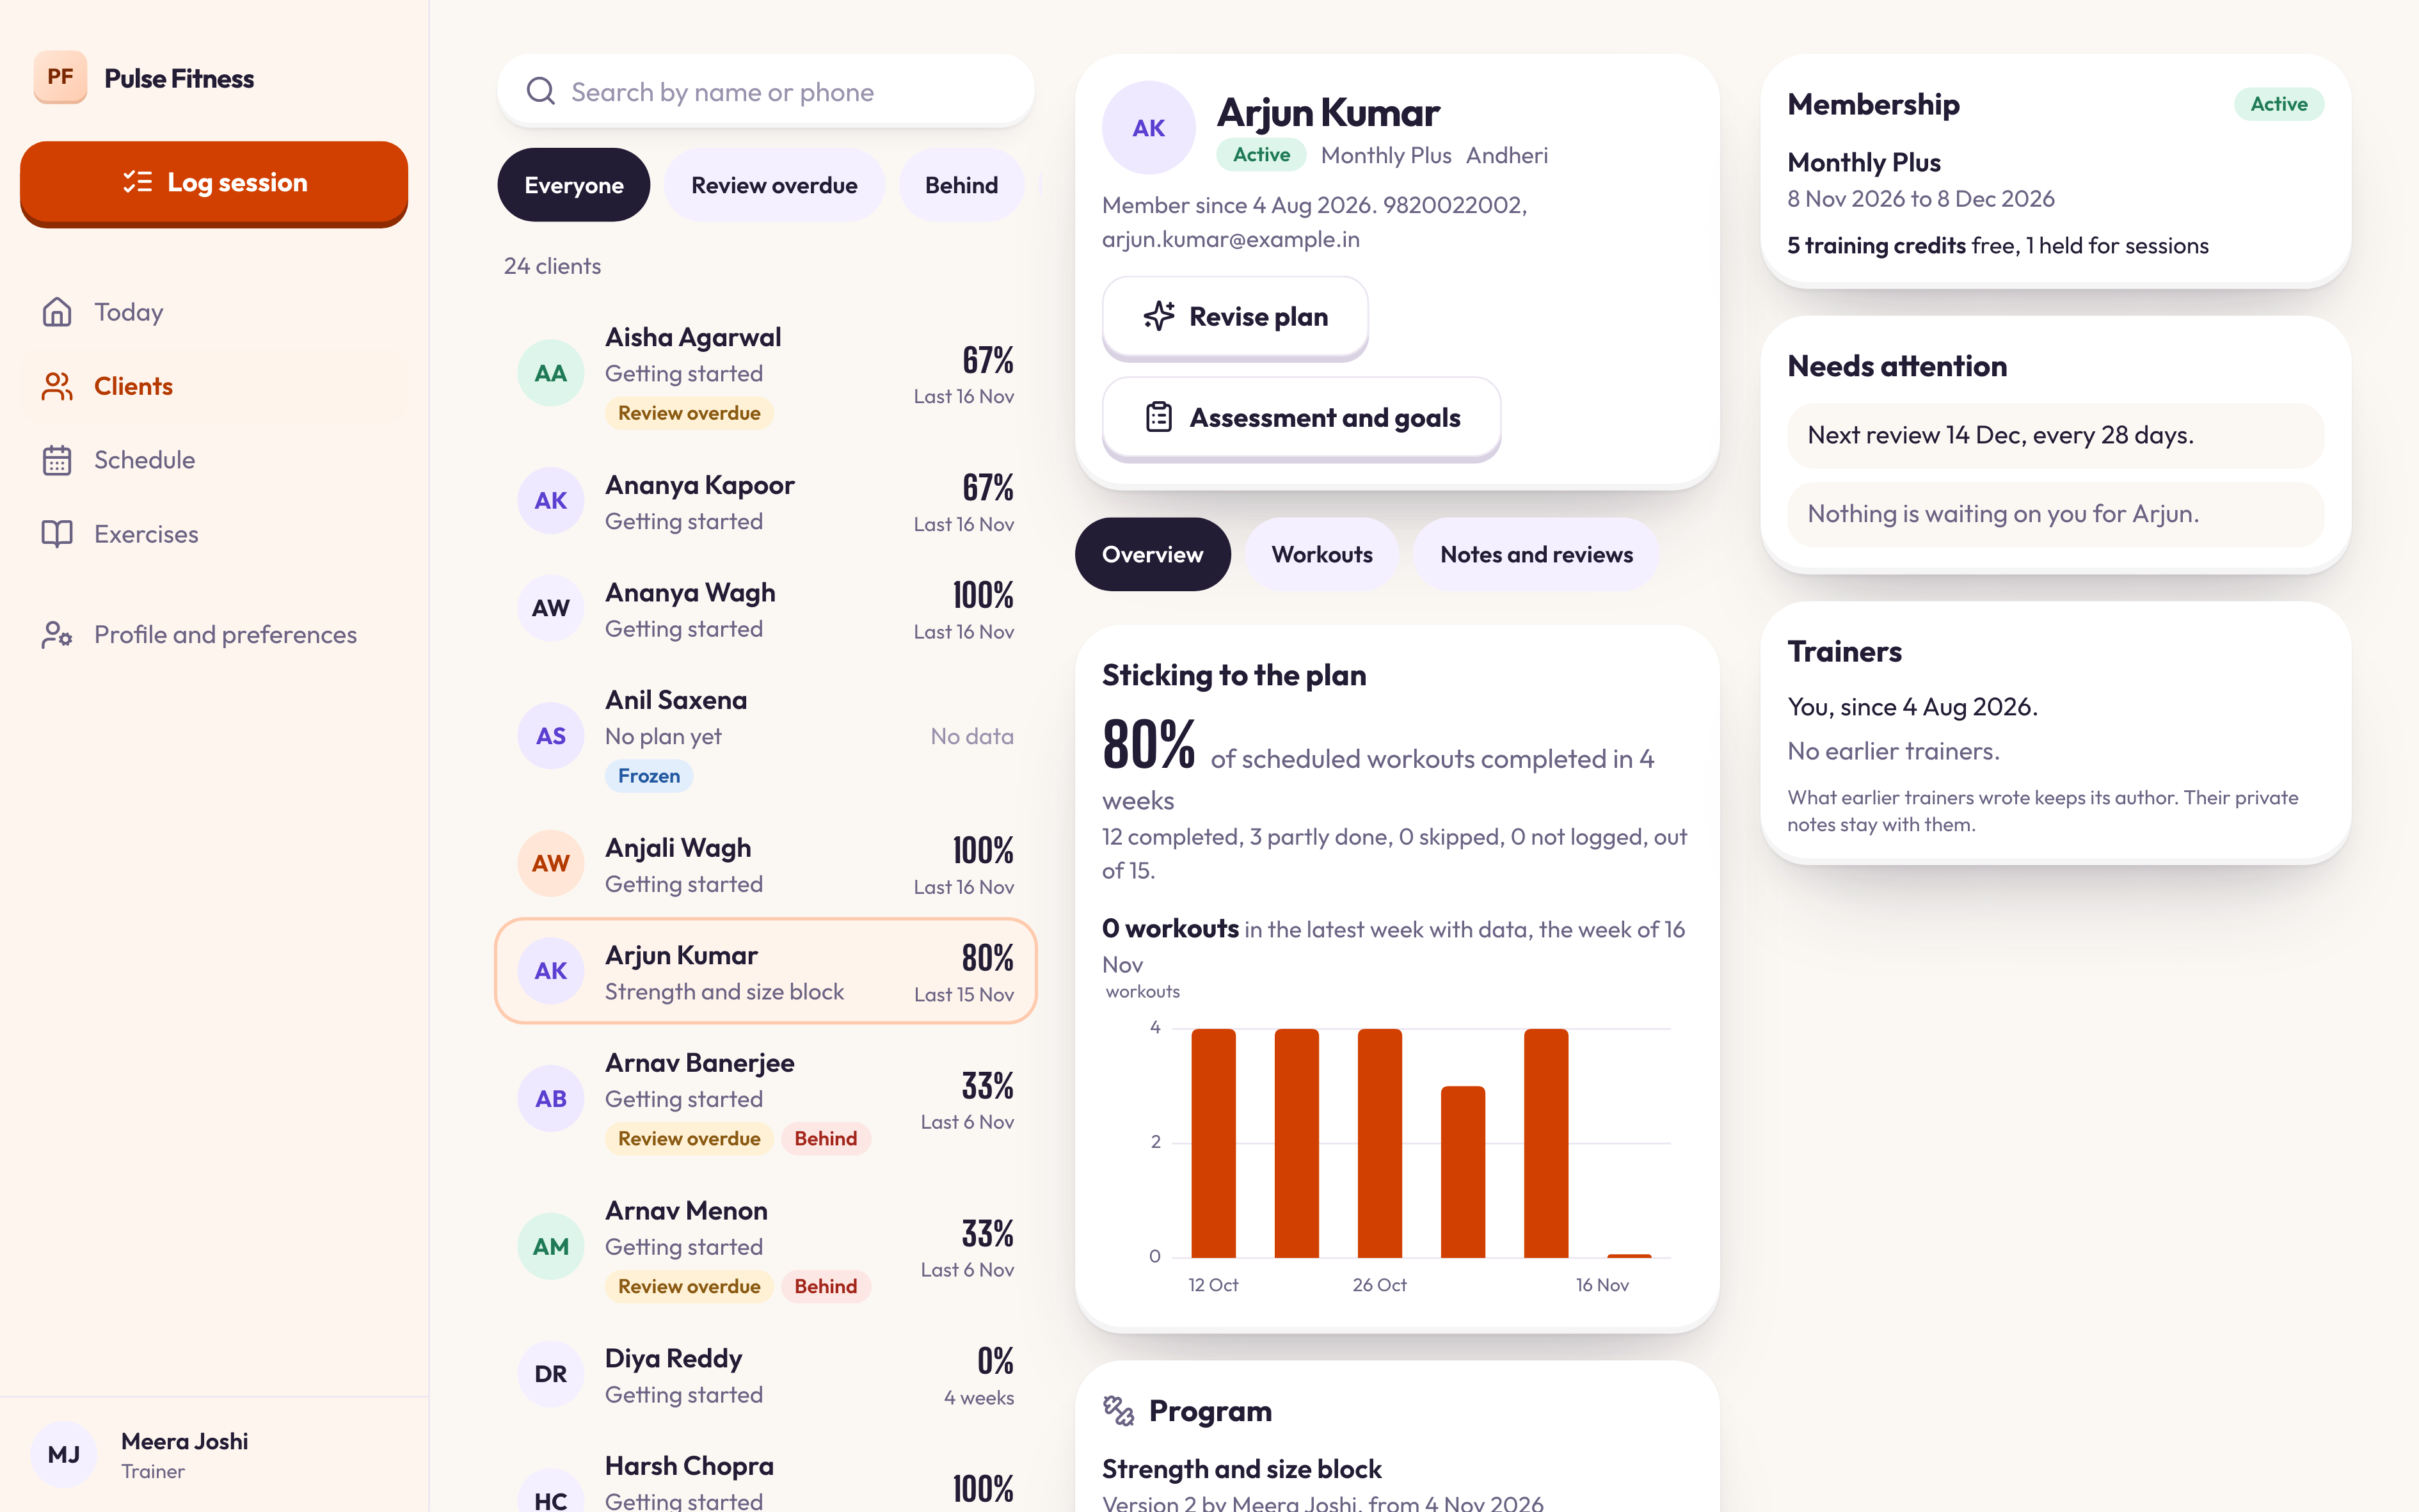 PF
Pulse Fitness
Log session
Today
Clients
Schedule
Exercises
Profile and preferences
MJ
Meera Joshi
Trainer
Search by name or phone
Everyone
Review overdue
Behind
24 clients
AA
Aisha Agarwal
Getting started
Review overdue
67%
Last 16 Nov
AK
Ananya Kapoor
Getting started
67%
Last 16 Nov
AW
Ananya Wagh
Getting started
100%
Last 16 Nov
AS
Anil Saxena
No plan yet
Frozen
No data
AW
Anjali Wagh
Getting started
100%
Last 16 Nov
AK
Arjun Kumar
Strength and size block
80%
Last 15 Nov
AB
Arnav Banerjee
Getting started
Review overdue
Behind
33%
Last 6 Nov
AM
Arnav Menon
Getting started
Review overdue
Behind
33%
Last 6 Nov
DR
Diya Reddy
Getting started
0%
4 weeks
HC
Harsh Chopra
Getting started
100%
AK
Arjun Kumar
Active
Monthly Plus
Andheri
Member since 4 Aug 2026. 9820022002,
arjun.kumar@example.in
Revise plan
Assessment and goals
Overview
Workouts
Notes and reviews
Sticking to the plan
80% of scheduled workouts completed in 4
weeks
12 completed, 3 partly done, 0 skipped, 0 not logged, out
of 15.
0 workouts in the latest week with data, the week of 16
Nov
workouts
4
2
0
12 Oct
26 Oct
16 Nov
Program
Strength and size block
Version 2 by Meera Joshi, from 4 Nov 2026
Membership
Active
Monthly Plus
8 Nov 2026 to 8 Dec 2026
5 training credits free, 1 held for sessions
Needs attention
Next review 14 Dec, every 28 days.
Nothing is waiting on you for Arjun.
Trainers
You, since 4 Aug 2026.
No earlier trainers.
What earlier trainers wrote keeps its author. Their private
notes stay with them.